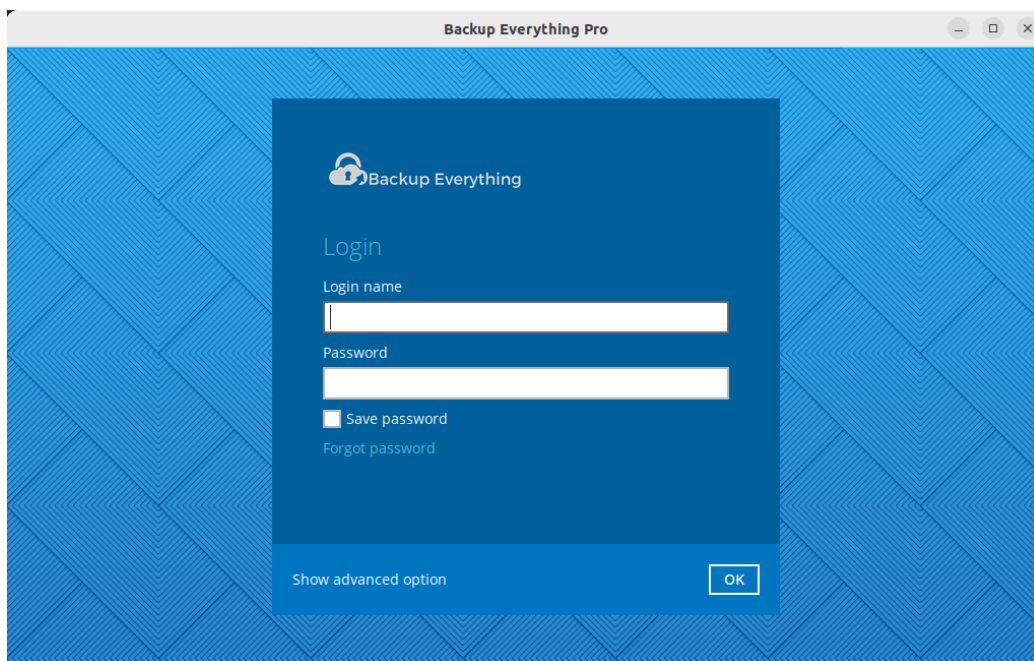 Backup Everything Pro
Backup Everything
Login
Login name
Password
Save password
Forgot password
Show advanced option
OK